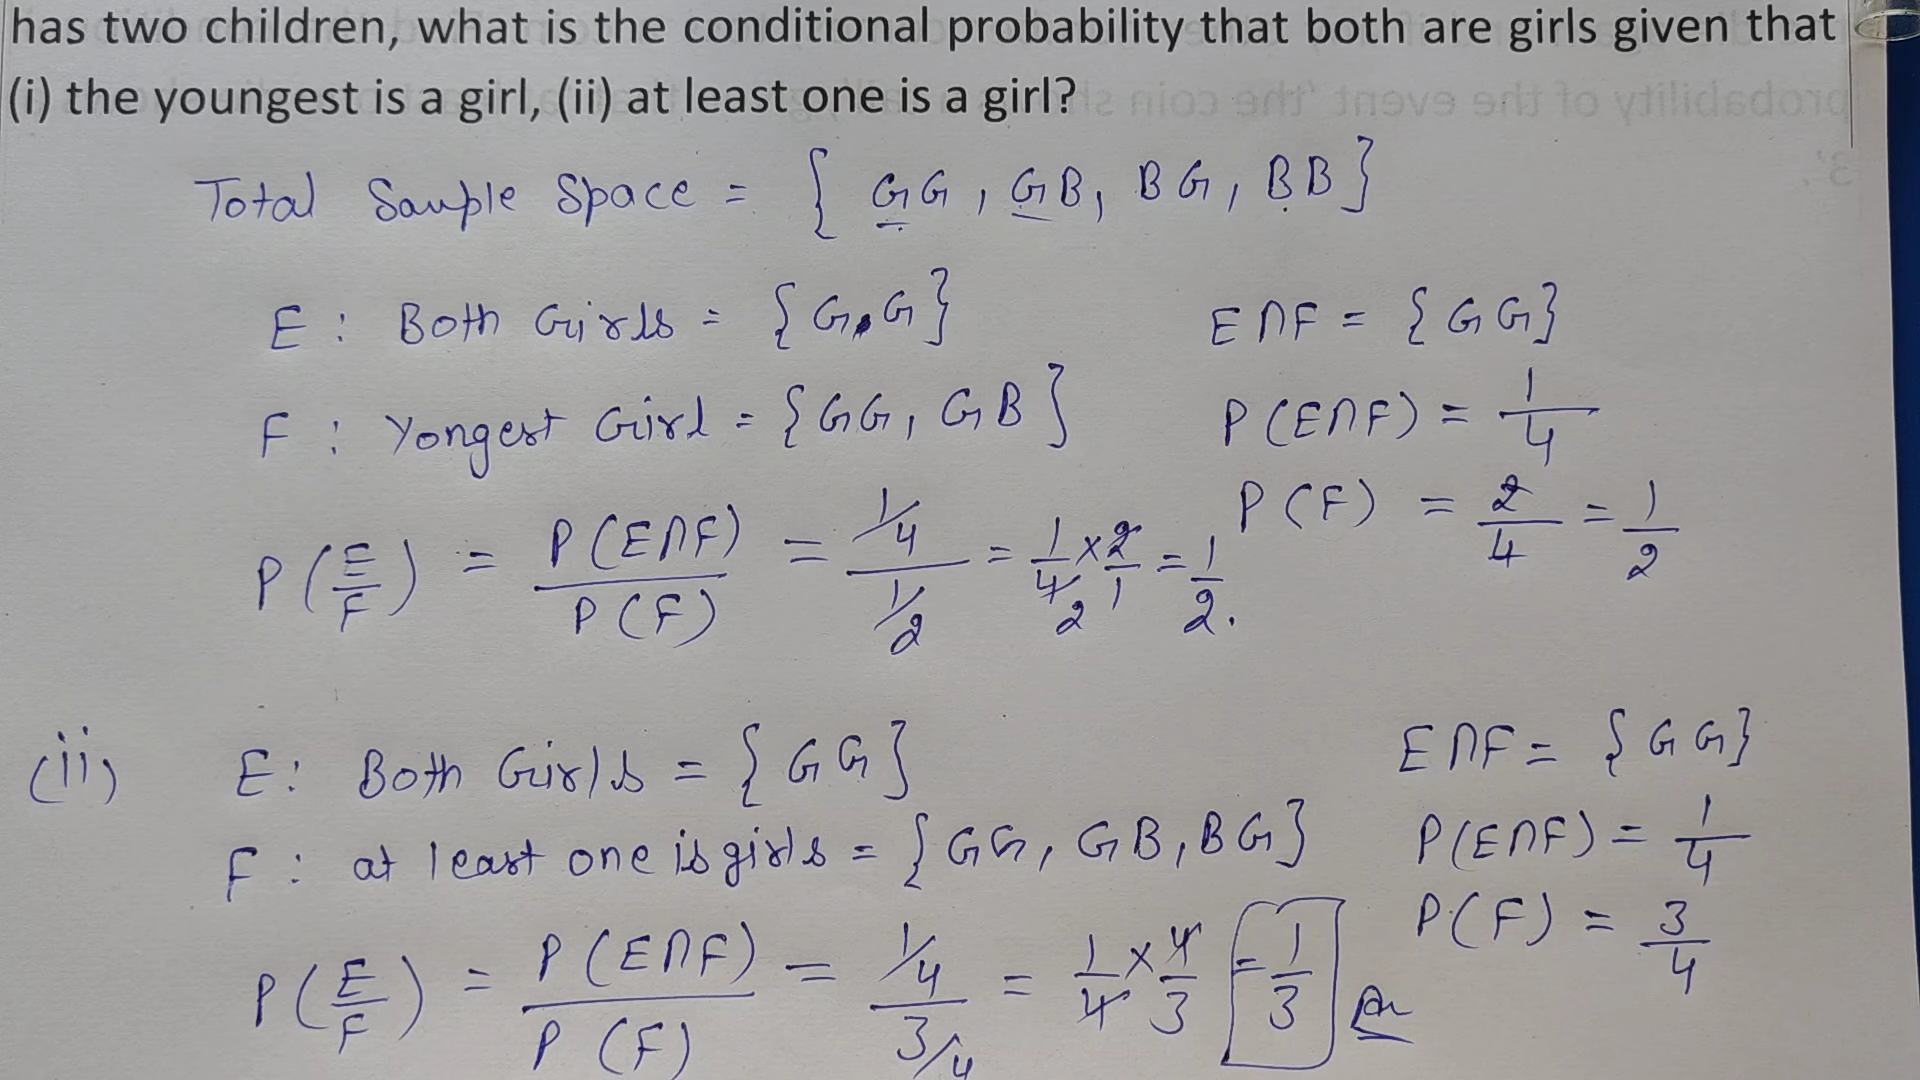 has two children, what is the conditional probability that both are girls given that
(i) the youngest is a girl, (ii) at least one is a girl?
Total Sample Space = { GG, GB, BG, BB }
E : Both Girls = {G,G}
E∩F = {GG}
F : Yongest Girl = {GG, GB}
P(E∩F) = 1/4
P(F) = 2/4 = 1/2
P(E/F) = P(E∩F)/P(F) = (1/4)/(1/2) = 1/4 × 2/1 = 1/2.
(ii) E: Both Girls = {GG}
E∩F = {GG}
F : at least one is girls = {GG, GB, BG}
P(E∩F) = 1/4
P(F) = 3/4
P(E/F) = P(E∩F)/P(F) = (1/4)/(3/4) = 1/4 × 4/3 = 1/3